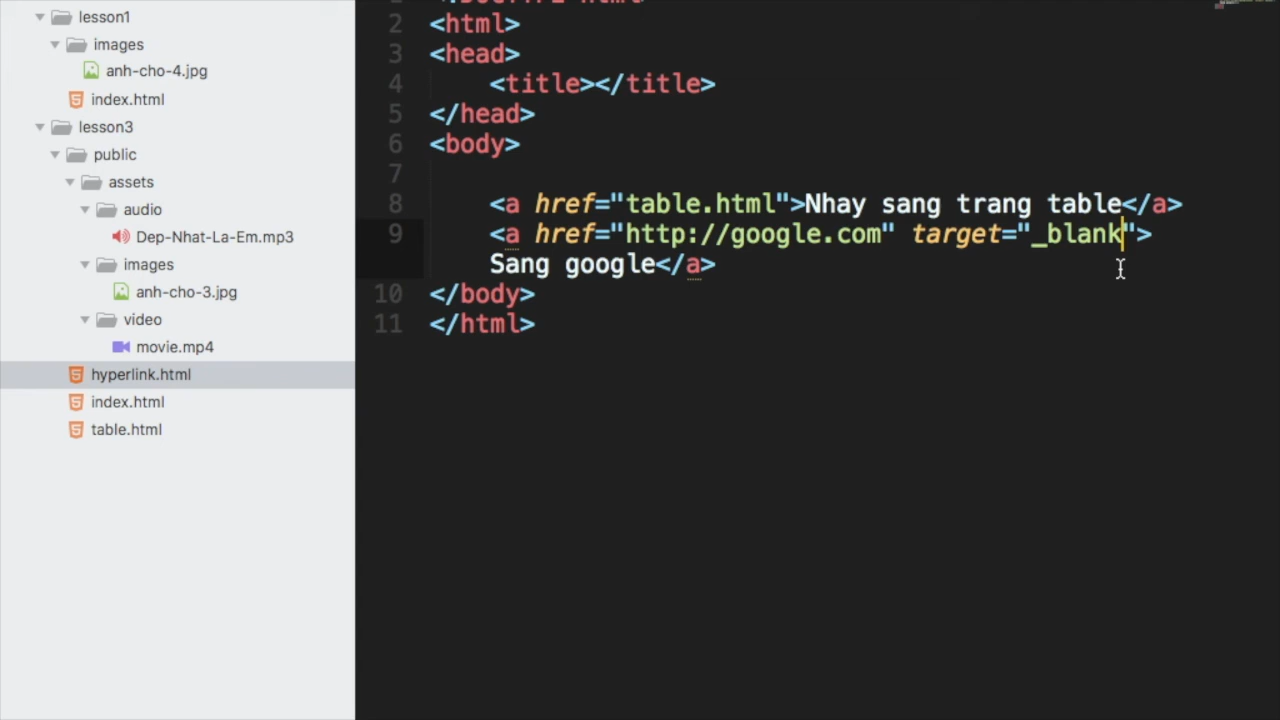 lesson1
images
anh-cho-4.jpg
index.html
lesson3
public
assets
audio
Dep-Nhat-La-Em.mp3
images
anh-cho-3.jpg
video
movie.mp4
hyperlink.html
index.html
table.html
2 <html>
3 <head>
4 <title></title>
5 </head>
6 <body>
7
8 <a href="table.html">Nhay sang trang table</a>
9 <a href="http://google.com" target="_blank">
Sang google</a>
10 </body>
11 </html>